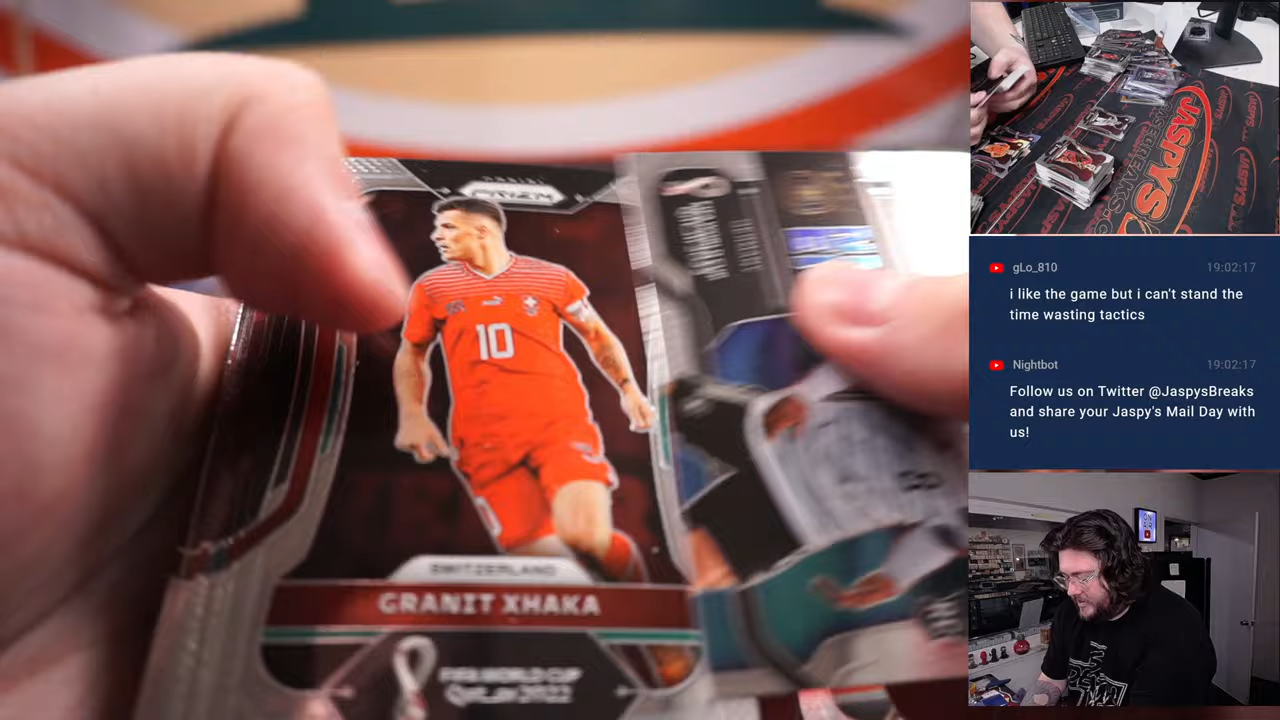 PANINI
PRIZM
10
SWITZERLAND
GRANIT XHAKA
FIFA WORLD CUP
Qatar2022
JASPYS
gLo_810
19:02:17
i like the game but i can't stand the
time wasting tactics
Nightbot
19:02:17
Follow us on Twitter @JaspysBreaks
and share your Jaspy's Mail Day with
us!